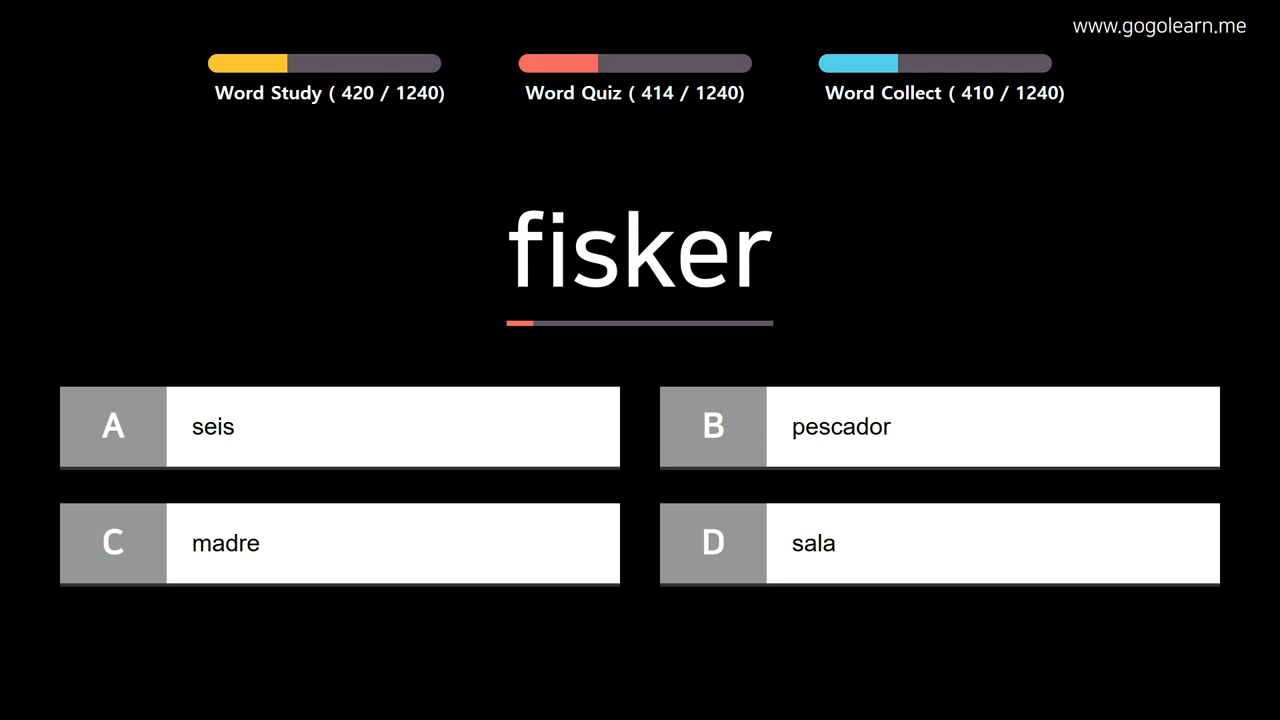 www.gogolearn.me
Word Study ( 420 / 1240)
Word Quiz ( 414 / 1240)
Word Collect ( 410 / 1240)
fisker
A seis
B pescador
C madre
D sala